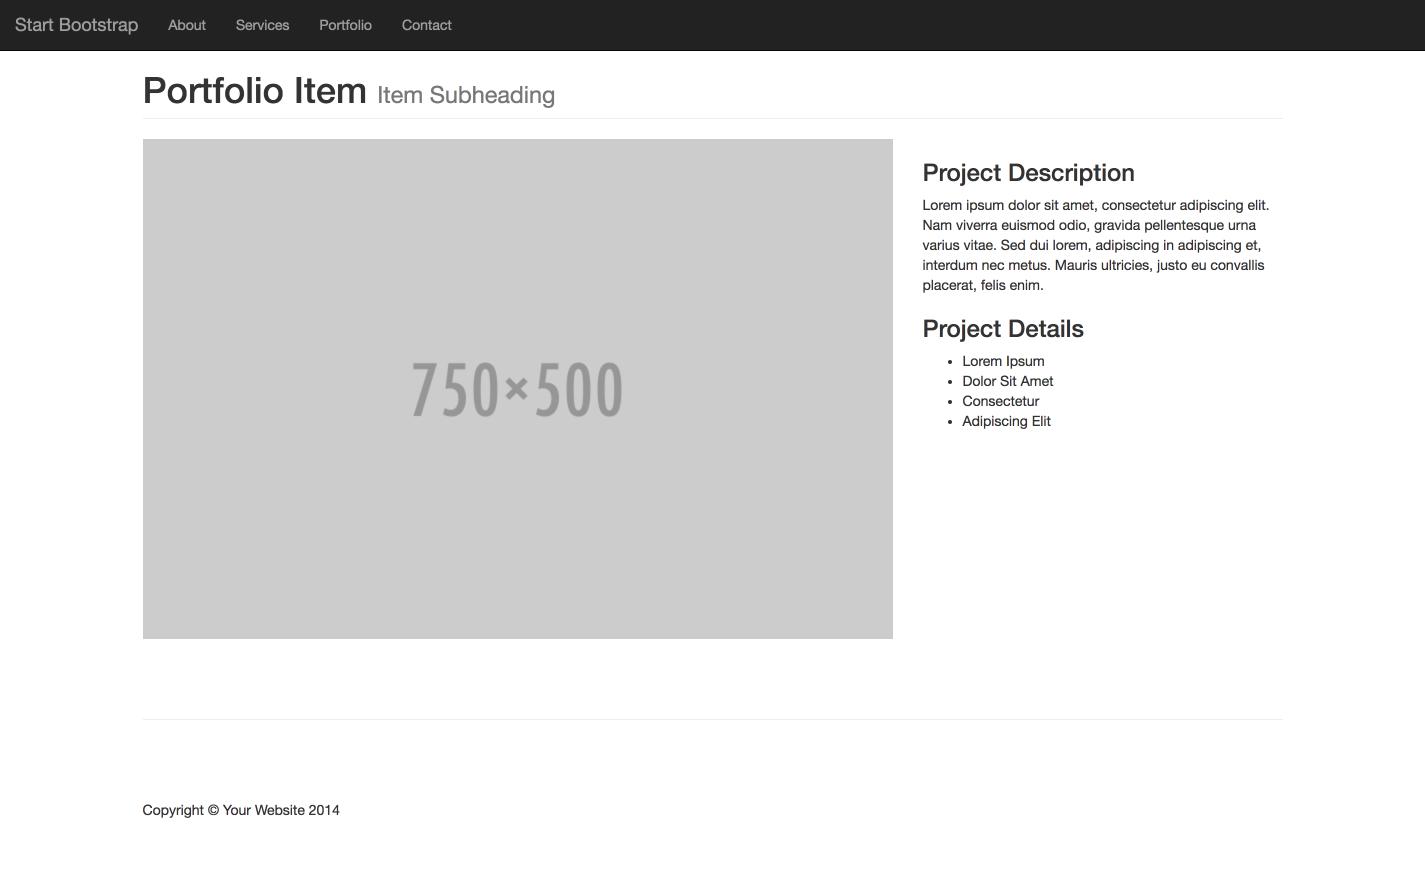 Start Bootstrap About Services Portfolio Contact
Portfolio Item Item Subheading
750×500
Project Description
Lorem ipsum dolor sit amet, consectetur adipiscing elit.
Nam viverra euismod odio, gravida pellentesque urna
varius vitae. Sed dui lorem, adipiscing in adipiscing et,
interdum nec metus. Mauris ultricies, justo eu convallis
placerat, felis enim.
Project Details
• Lorem Ipsum
• Dolor Sit Amet
• Consectetur
• Adipiscing Elit
Copyright © Your Website 2014